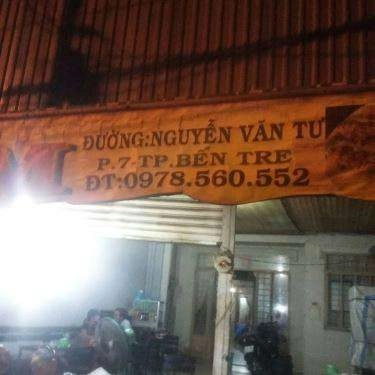 ĐƯỜNG:NGUYỄN VĂN TƯ
P.7-TP.BẾN TRE
ĐT:0978.560.552